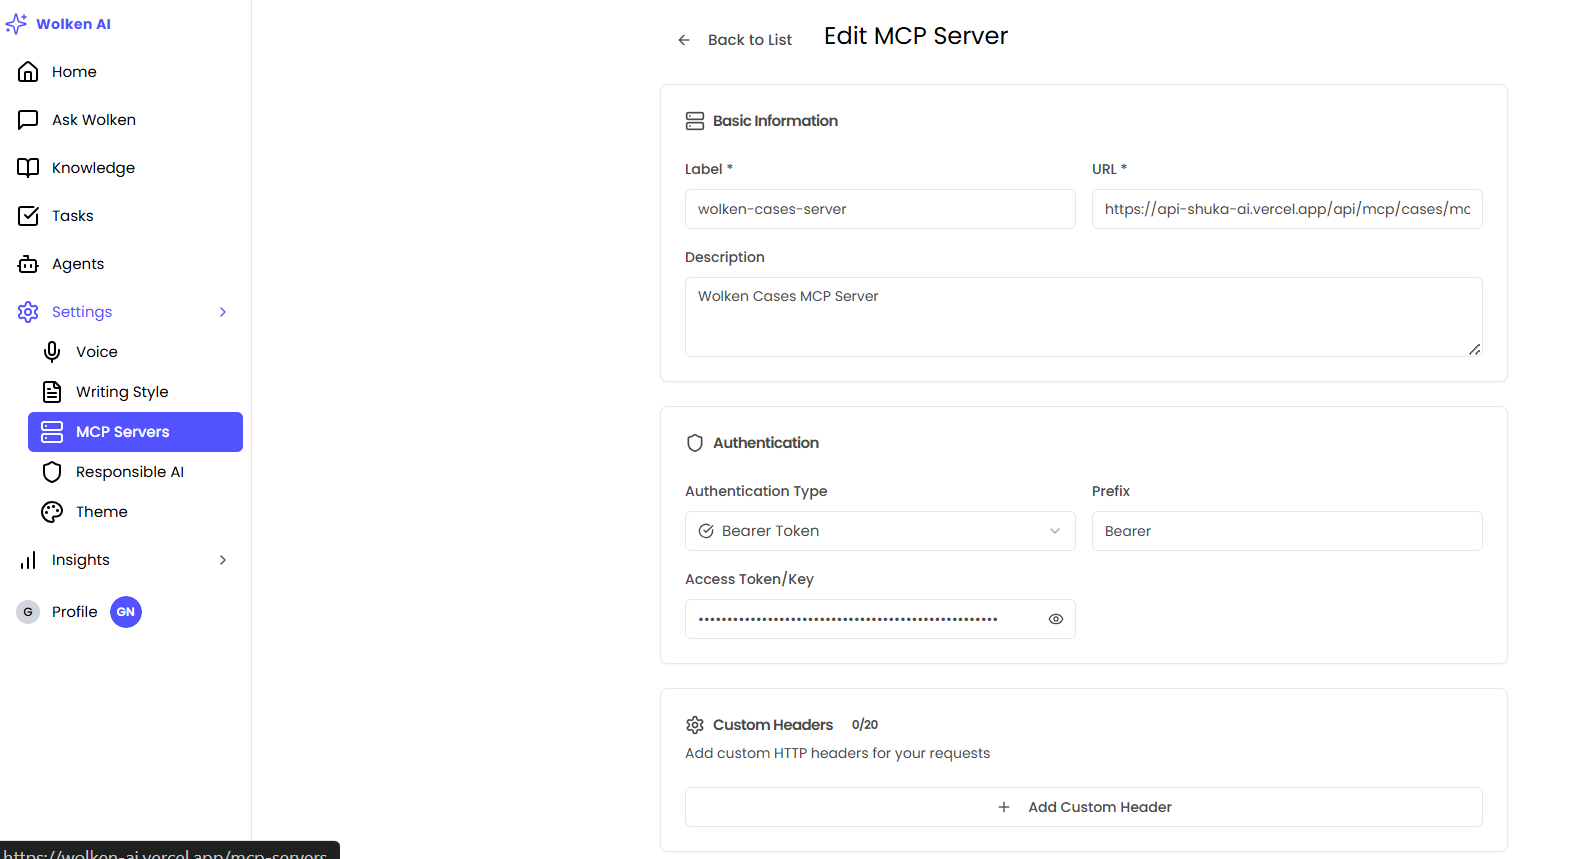 Wolken AI
Home
Ask Wolken
Knowledge
Tasks
Agents
Settings
Voice
Writing Style
MCP Servers
Responsible AI
Theme
Insights
G Profile GN
https://wolken-ai.vercel.app/mcp-servers
Back to List Edit MCP Server
Basic Information
Label * URL *
wolken-cases-server https://api-shuka-ai.vercel.app/api/mcp/cases/mc
Description
Wolken Cases MCP Server
Authentication
Authentication Type Prefix
Bearer Token Bearer
Access Token/Key
Custom Headers 0/20
Add custom HTTP headers for your requests
+ Add Custom Header